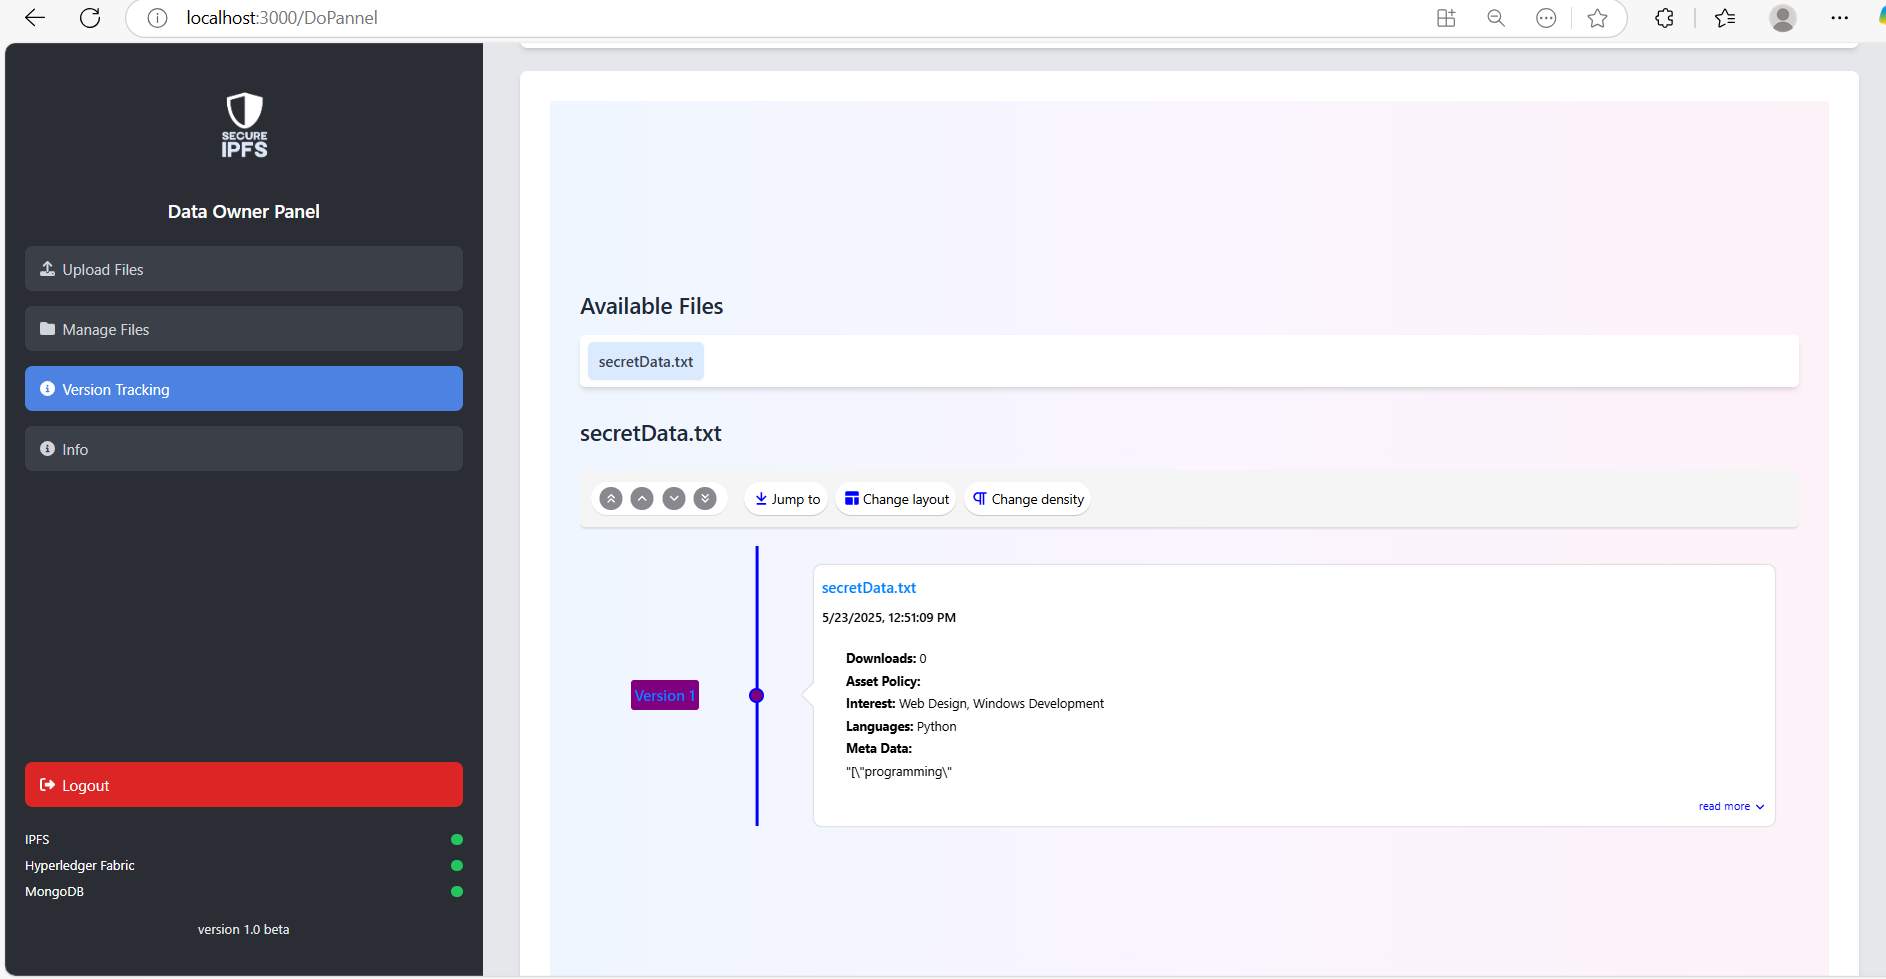 localhost:3000/DoPannel
SECURE
IPFS
Data Owner Panel
Upload Files
Manage Files
Version Tracking
Info
Logout
IPFS
Hyperledger Fabric
MongoDB
version 1.0 beta
Available Files
secretData.txt
secretData.txt
Jump to Change layout Change density
Version 1
secretData.txt
5/23/2025, 12:51:09 PM
Downloads: 0
Asset Policy:
Interest: Web Design, Windows Development
Languages: Python
Meta Data:
"[\"programming\"
read more